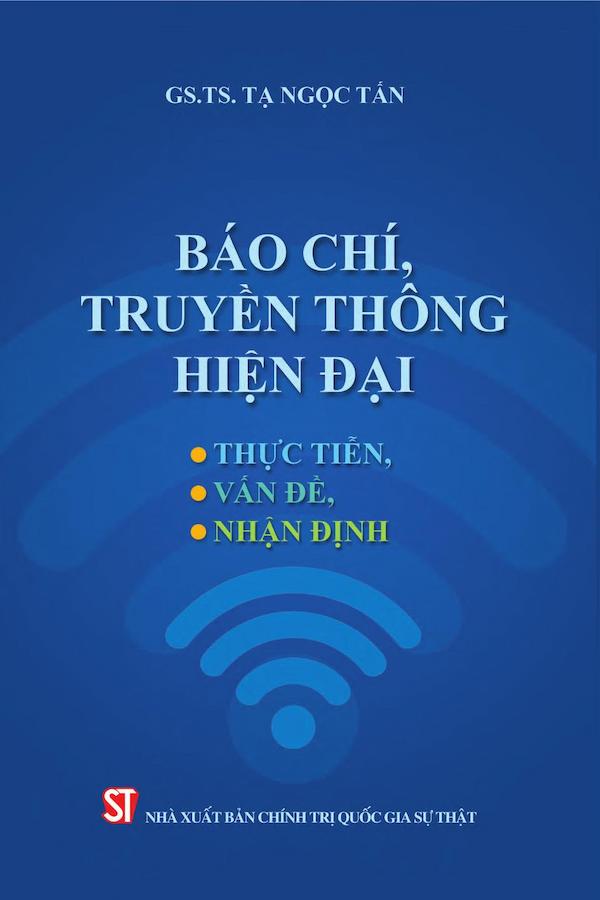 GS.TS. TẠ NGỌC TẤN
BÁO CHÍ,
TRUYỀN THÔNG
HIỆN ĐẠI
THỰC TIỄN,
VẤN ĐỀ,
NHẬN ĐỊNH
ST NHÀ XUẤT BẢN CHÍNH TRỊ QUỐC GIA SỰ THẬT